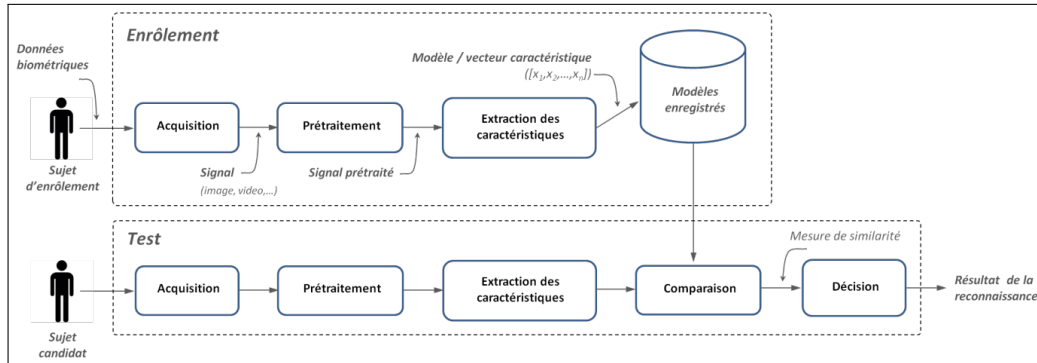 Enrôlement
Données
biométriques
Modèle / vecteur caractéristique
([x₁,x₂,...,xₙ])
Modèles
enregistrés
Acquisition
Prétraitement
Extraction des
caractéristiques
Sujet
d’enrôlement
Signal
(image, video,...)
Signal prétraité
Test
Mesure de similarité
Acquisition
Prétraitement
Extraction des
caractéristiques
Comparaison
Décision
Résultat de la
reconnaissance
Sujet
candidat